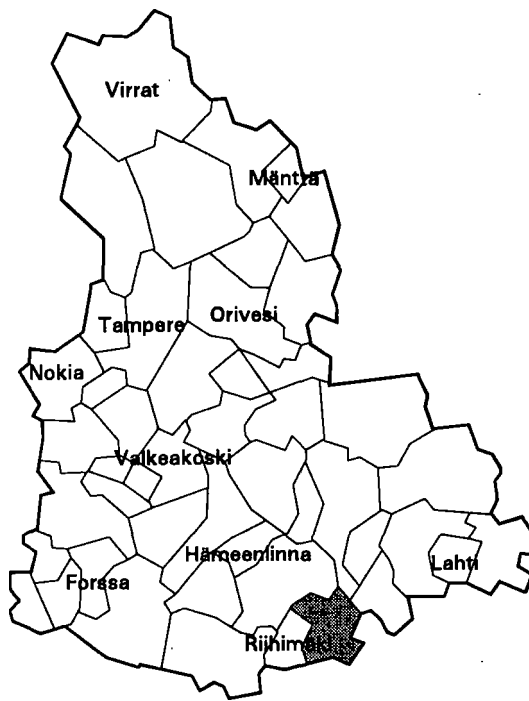 Virrat
Mänttä
Orivesi
Tampere
Nokia
Valkeakoski
Hämeenlinna
Lahti
Forssa
Riihimäki